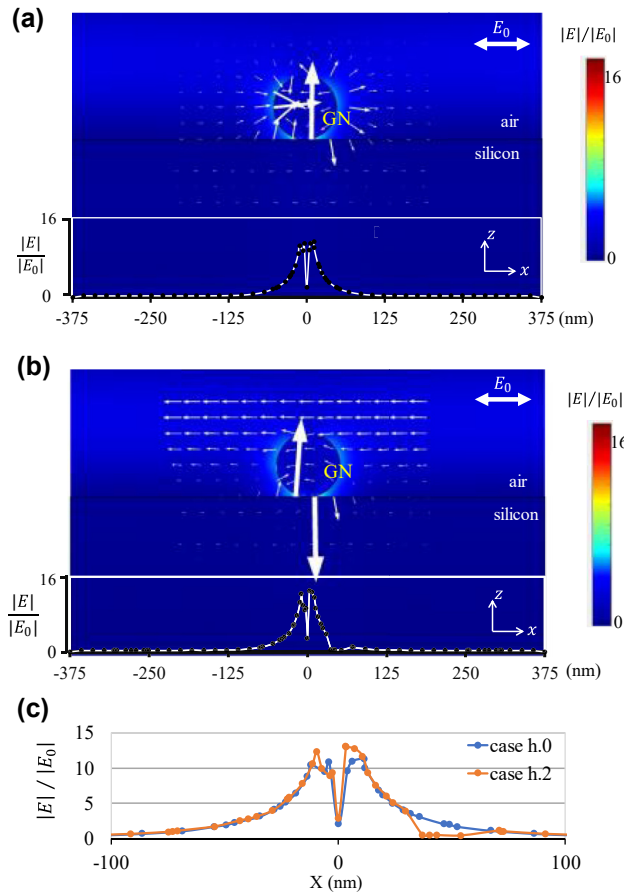 (a)
E0
|E|/|E0|
16
0
GN
air
silicon
16
|E|
|E0|
0
z
x
-375 -250 -125 0 125 250 375 (nm)
(b)
E0
|E|/|E0|
16
0
GN
air
silicon
16
|E|
|E0|
0
z
x
-375 -250 -125 0 125 250 375 (nm)
(c)
|E| / |E0|
15
10
5
0
case h.0
case h.2
-100 0 100
X (nm)